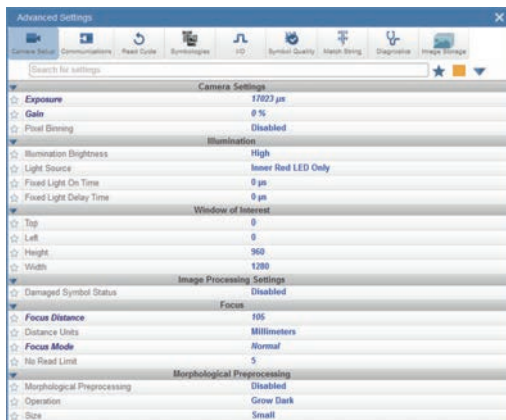 Advanced Settings
Camera Setup Communications Read Cycle Symbologies I/O Symbol Quality Match String Diagnostics Image Storage
Search for settings
Camera Settings
Exposure 17023 µs
Gain 0 %
Pixel Binning Disabled
Illumination
Illumination Brightness High
Light Source Inner Red LED Only
Fixed Light On Time 0 µs
Fixed Light Delay Time 0 µs
Window of Interest
Top 0
Left 0
Height 960
Width 1280
Image Processing Settings
Damaged Symbol Status Disabled
Focus
Focus Distance 105
Distance Units Millimeters
Focus Mode Normal
No Read Limit 5
Morphological Preprocessing
Morphological Preprocessing Disabled
Operation Grow Dark
Size Small